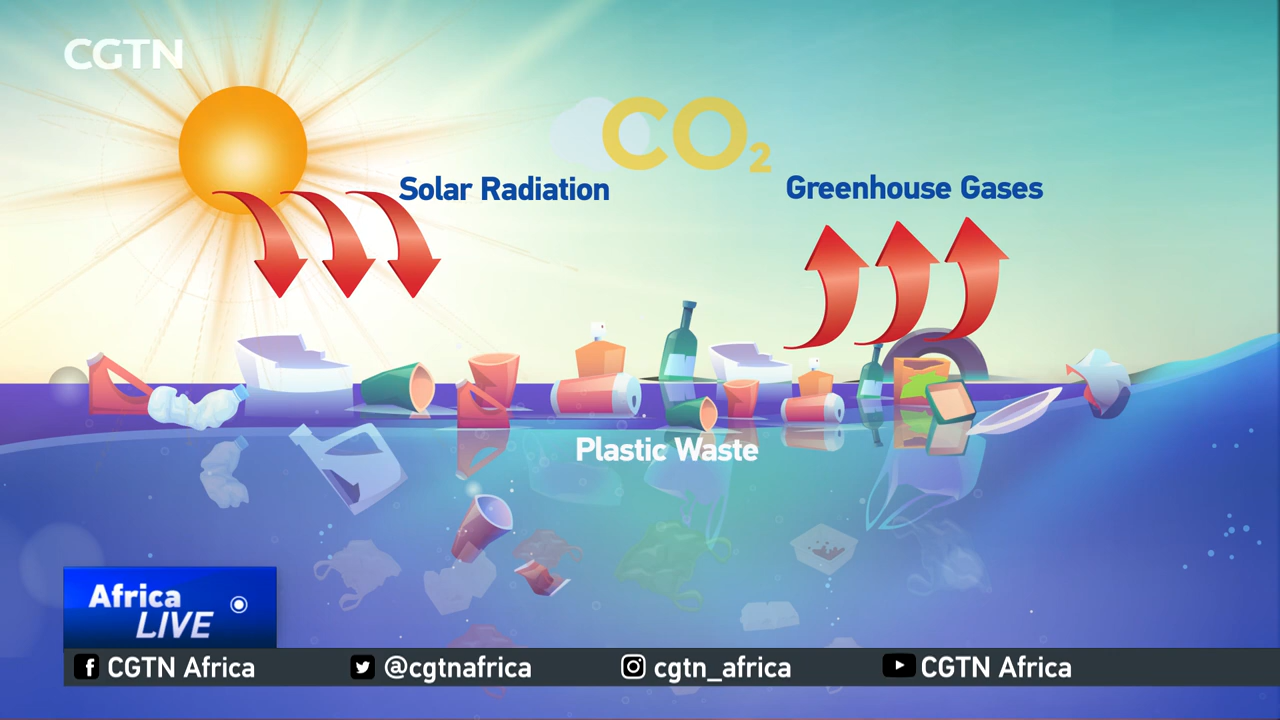 CGTN
CO₂
Solar Radiation
Greenhouse Gases
Plastic Waste
Africa
LIVE
CGTN Africa
@cgtnafrica
cgtn_africa
CGTN Africa